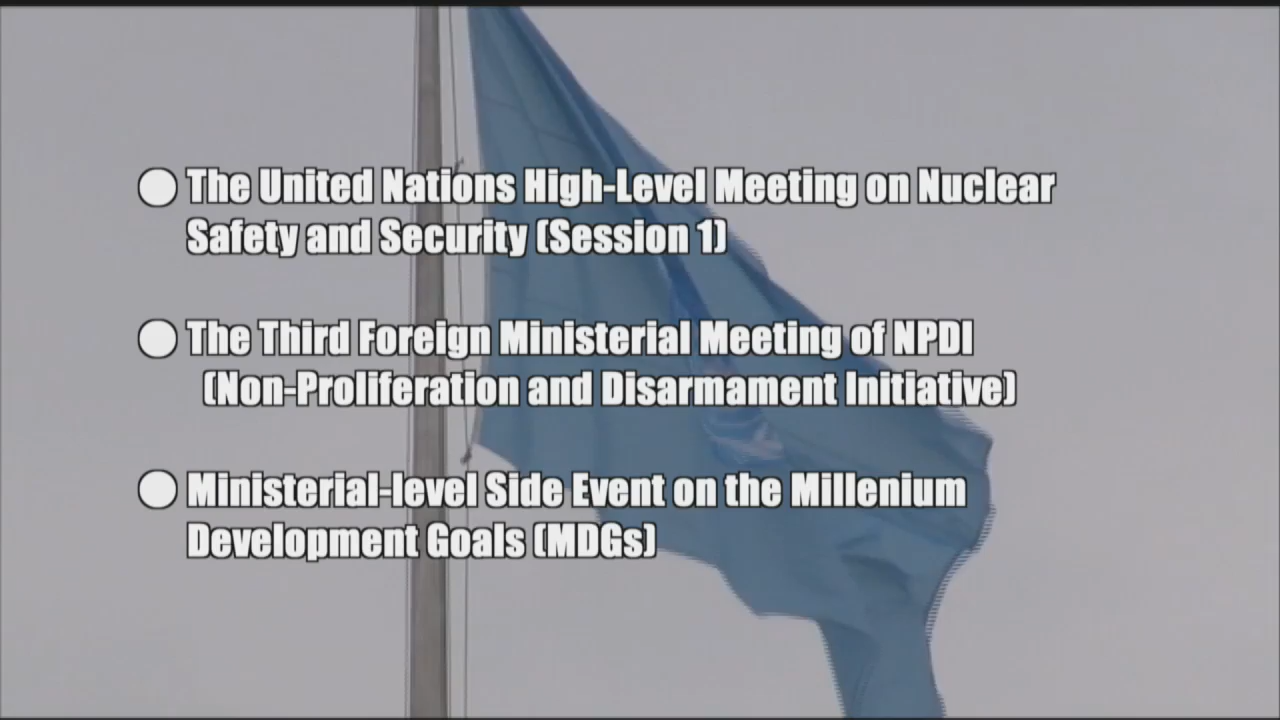 ● The United Nations High-Level Meeting on Nuclear
Safety and Security (Session 1)
● The Third Foreign Ministerial Meeting of NPDI
(Non-Proliferation and Disarmament Initiative)
● Ministerial-level Side Event on the Millenium
Development Goals (MDGs)